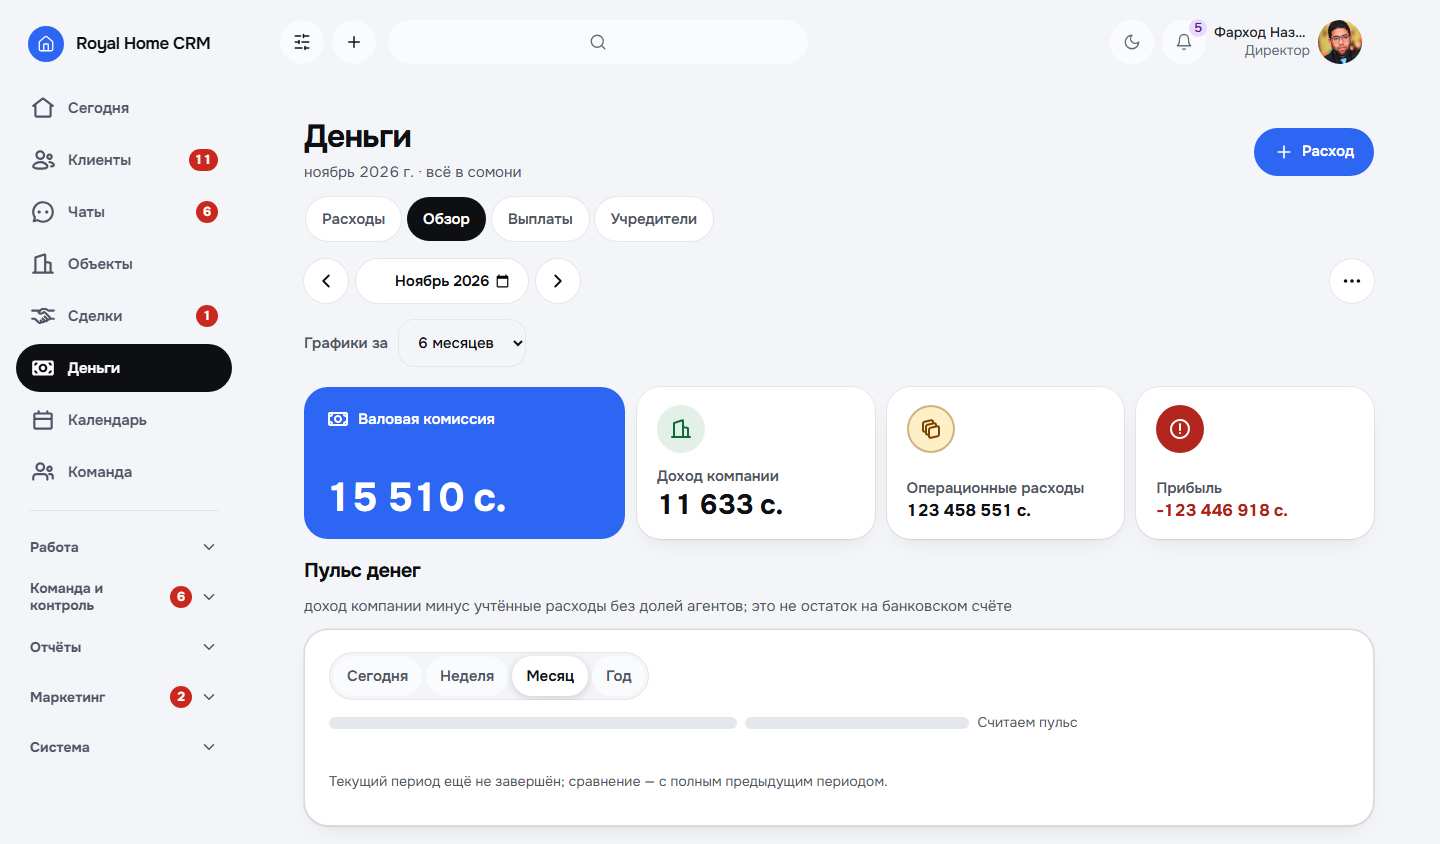 Royal Home CRM
5
Фарход Наз...
Директор
Сегодня
Клиенты 11
Чаты 6
Объекты
Сделки 1
Деньги
Календарь
Команда
Работа
Команда и
контроль 6
Отчёты
Маркетинг 2
Система
Деньги
ноябрь 2026 г. · всё в сомони
+ Расход
Расходы Обзор Выплаты Учредители
Ноябрь 2026
Графики за 6 месяцев
Валовая комиссия
15 510 с.
Доход компании
11 633 с.
Операционные расходы
123 458 551 с.
Прибыль
-123 446 918 с.
Пульс денег
доход компании минус учтённые расходы без долей агентов; это не остаток на банковском счёте
Сегодня Неделя Месяц Год
Считаем пульс
Текущий период ещё не завершён; сравнение — с полным предыдущим периодом.